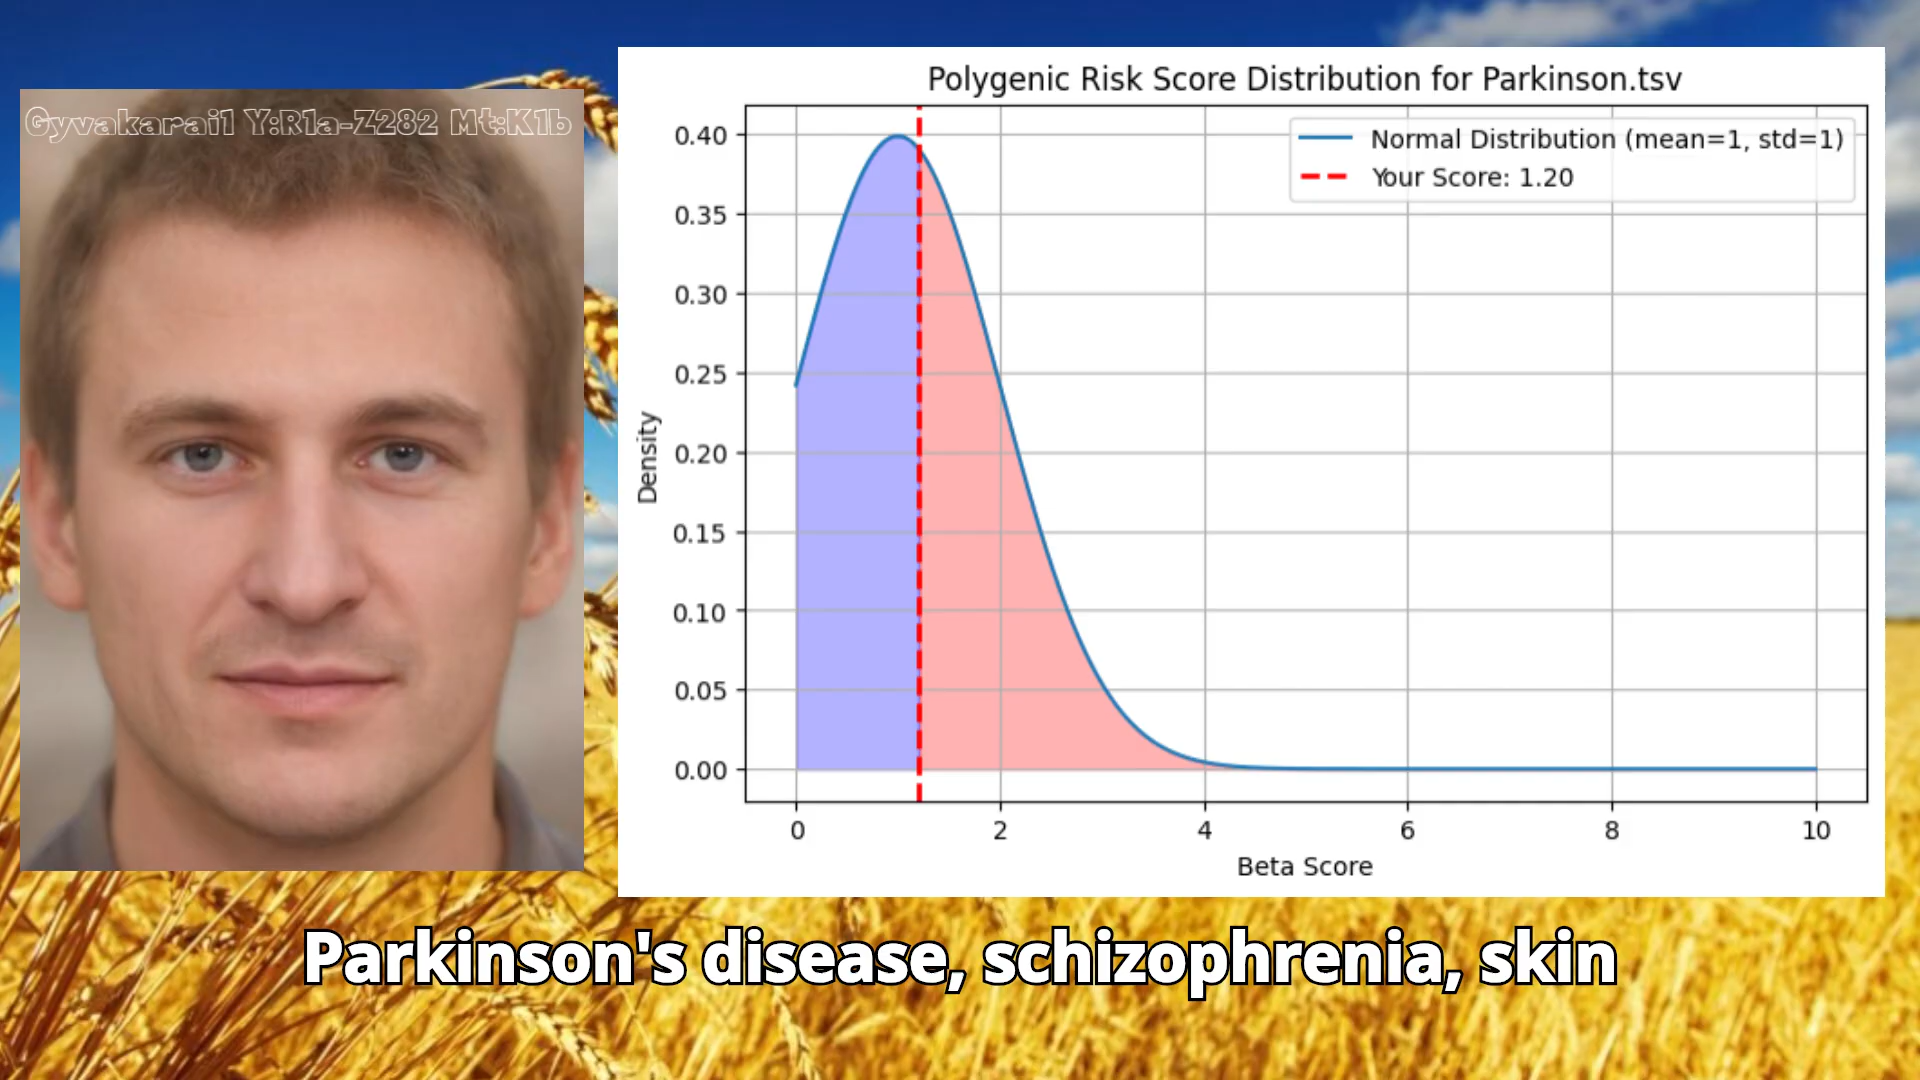 Gyvakarai1 Y:R1a-Z282 Mt:K1b
Polygenic Risk Score Distribution for Parkinson.tsv
Normal Distribution (mean=1, std=1)
Your Score: 1.20
0.40
0.35
0.30
0.25
0.20
0.15
0.10
0.05
0.00
Density
0 2 4 6 8 10
Beta Score
Parkinson's disease, schizophrenia, skin